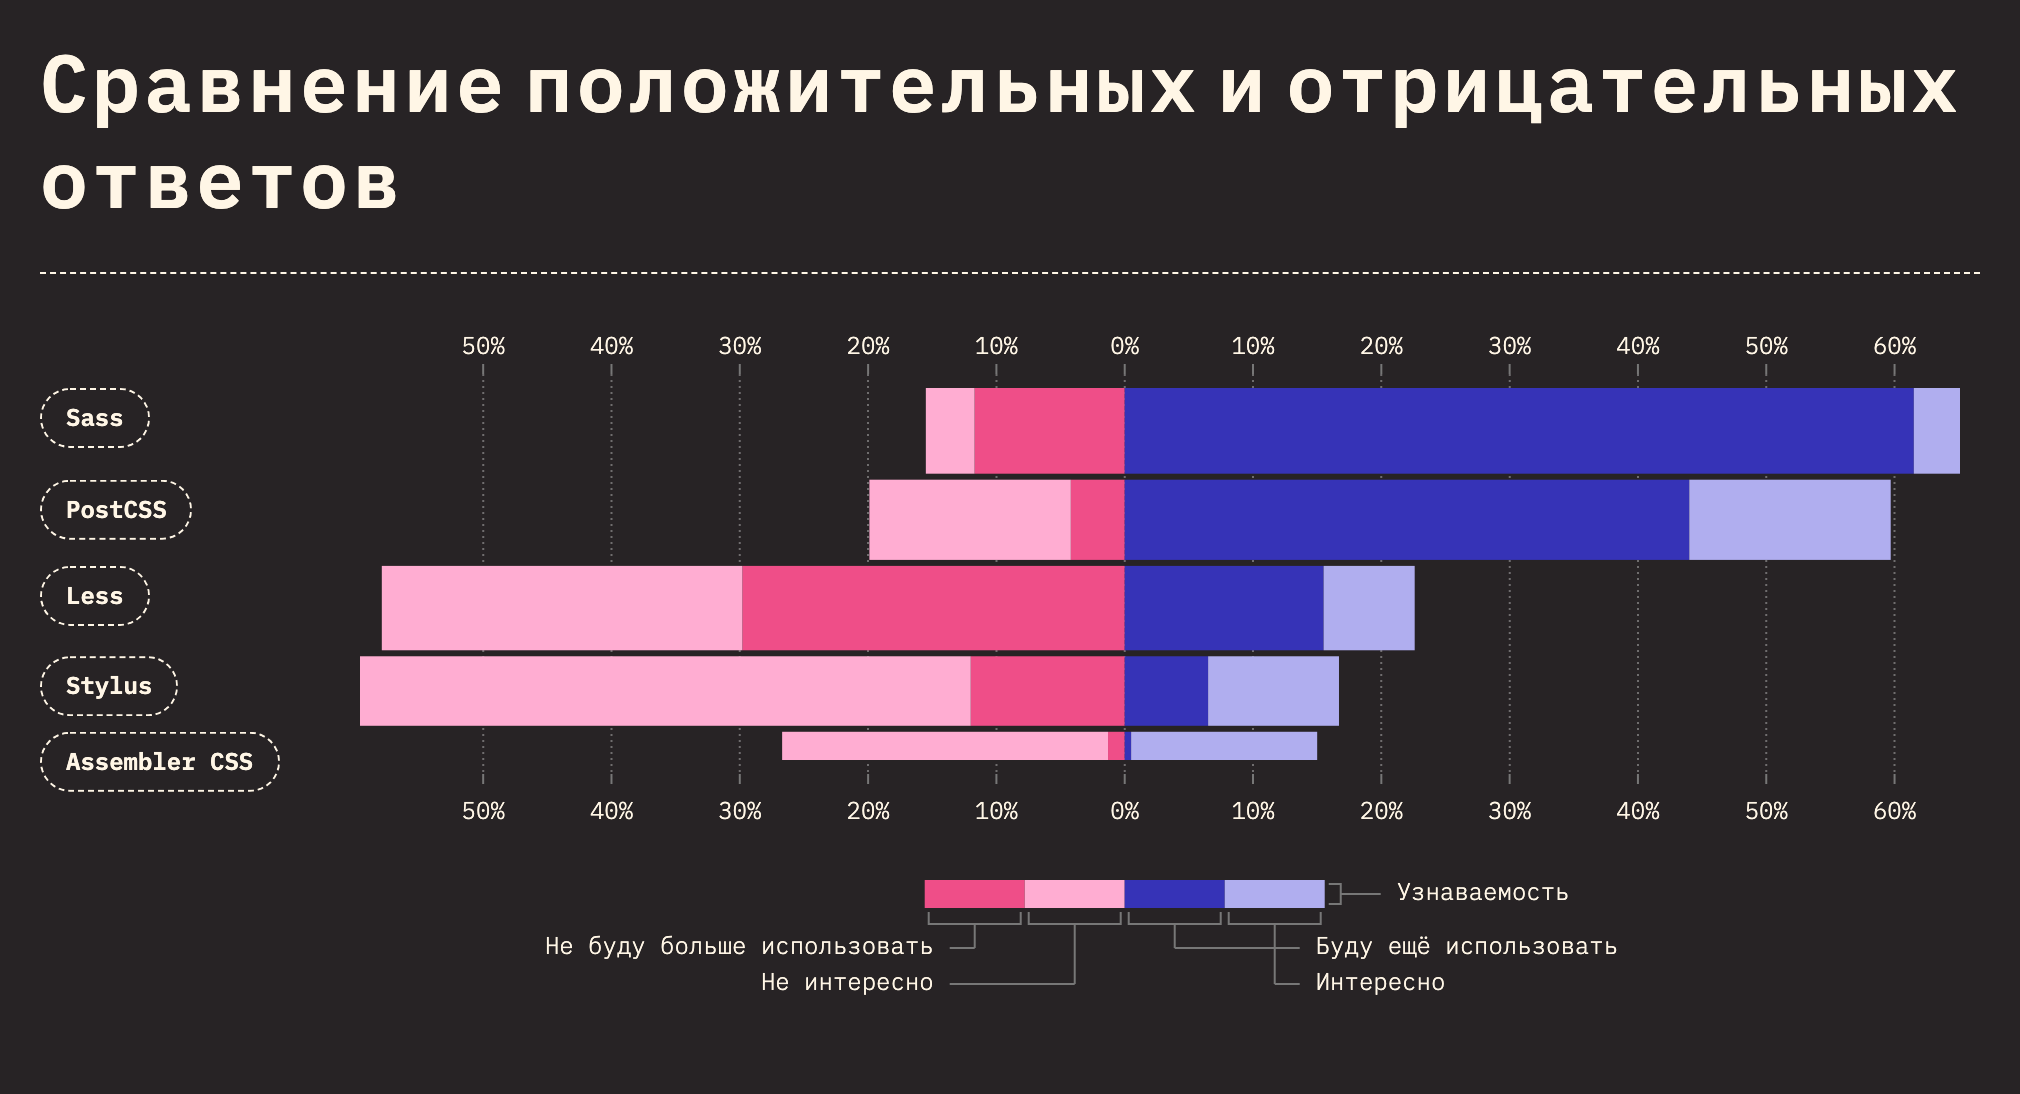 Сравнение положительных и отрицательных
ответов
50% 40% 30% 20% 10% 0% 10% 20% 30% 40% 50% 60%
Sass
PostCSS
Less
Stylus
Assembler CSS
50% 40% 30% 20% 10% 0% 10% 20% 30% 40% 50% 60%
Узнаваемость
Не буду больше использовать
Буду ещё использовать
Не интересно
Интересно